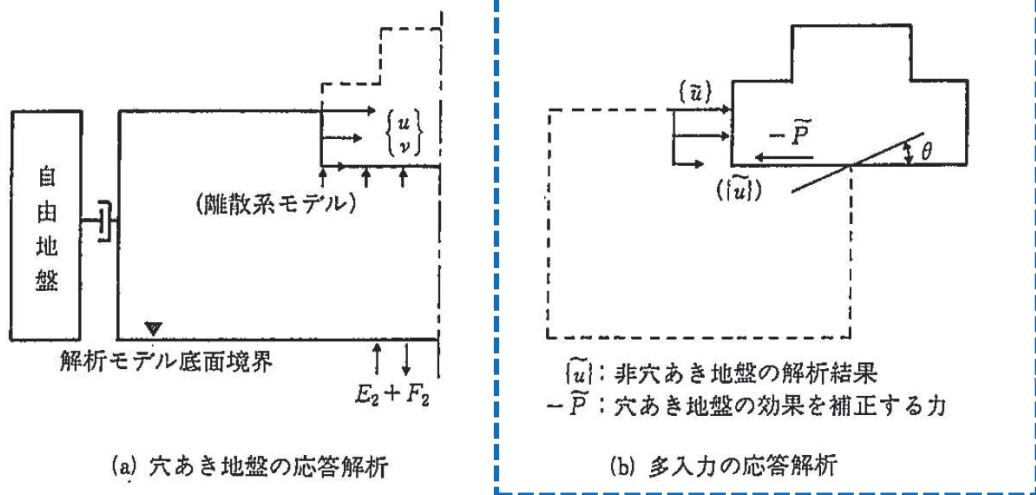 自由地盤
{u
v}
(離散系モデル)
解析モデル底面境界
E₂+F₂
(a) 穴あき地盤の応答解析
{ũ}
−P̃
θ
({ũ})
{ũ}:非穴あき地盤の解析結果
−P̃:穴あき地盤の効果を補正する力
(b) 多入力の応答解析